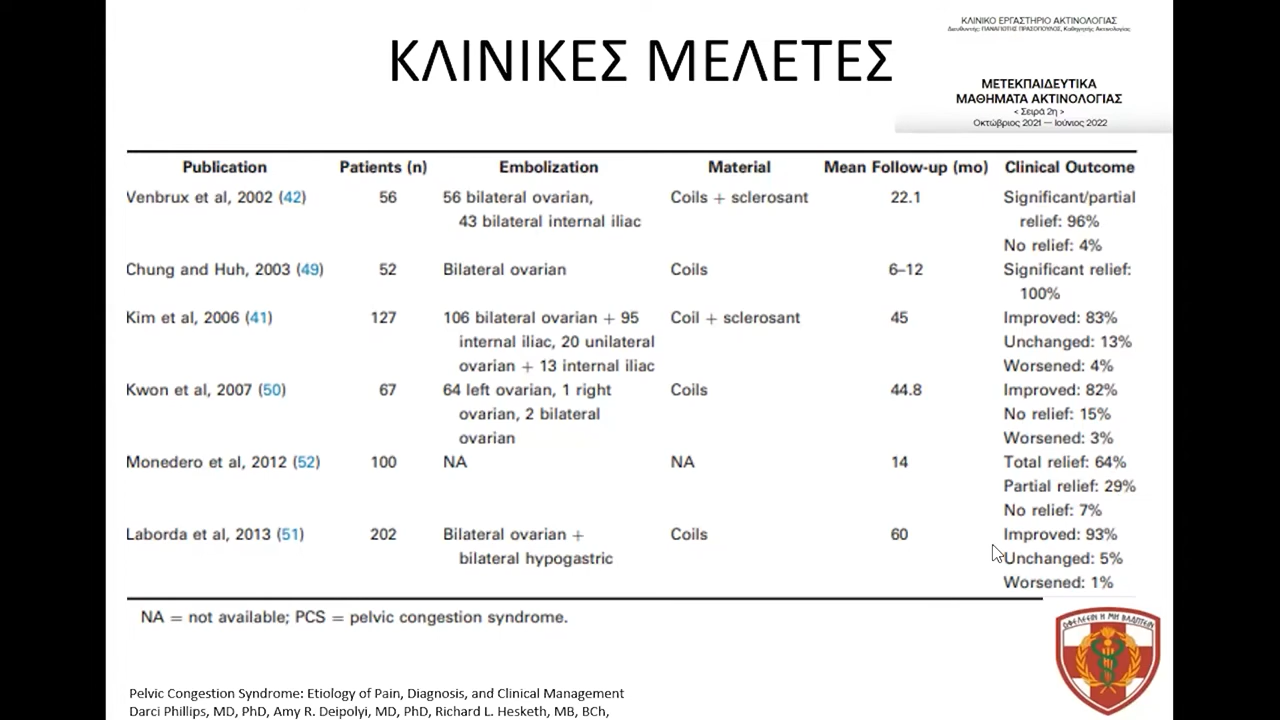 ΚΛΙΝΙΚΟ ΕΡΓΑΣΤΗΡΙΟ ΑΚΤΙΝΟΛΟΓΙΑΣ
Διευθυντής: ΠΑΝΑΓΙΩΤΗΣ ΠΡΑΣΟΠΟΥΛΟΣ, Καθηγητής Ακτινολογίας
ΚΛΙΝΙΚΕΣ ΜΕΛΕΤΕΣ
ΜΕΤΕΚΠΑΙΔΕΥΤΙΚΑ
ΜΑΘΗΜΑΤΑ ΑΚΤΙΝΟΛΟΓΙΑΣ
< Σειρά 2η >
Οκτώβριος 2021 — Ιούνιος 2022
Publication Patients (n) Embolization Material Mean Follow-up (mo) Clinical Outcome
Venbrux et al, 2002 (42) 56 56 bilateral ovarian, Coils + sclerosant 22.1 Significant/partial
43 bilateral internal iliac relief: 96%
No relief: 4%
Chung and Huh, 2003 (49) 52 Bilateral ovarian Coils 6–12 Significant relief:
100%
Kim et al, 2006 (41) 127 106 bilateral ovarian + 95 Coil + sclerosant 45 Improved: 83%
internal iliac, 20 unilateral Unchanged: 13%
ovarian + 13 internal iliac Worsened: 4%
Kwon et al, 2007 (50) 67 64 left ovarian, 1 right Coils 44.8 Improved: 82%
ovarian, 2 bilateral No relief: 15%
ovarian Worsened: 3%
Monedero et al, 2012 (52) 100 NA NA 14 Total relief: 64%
Partial relief: 29%
No relief: 7%
Laborda et al, 2013 (51) 202 Bilateral ovarian + Coils 60 Improved: 93%
bilateral hypogastric Unchanged: 5%
Worsened: 1%
NA = not available; PCS = pelvic congestion syndrome.
ΩΦΕΛΕΕΙΝ Η ΜΗ ΒΛΑΠΤΕΙΝ
Pelvic Congestion Syndrome: Etiology of Pain, Diagnosis, and Clinical Management
Darci Phillips, MD, PhD, Amy R. Deipolyi, MD, PhD, Richard L. Hesketh, MB, BCh,